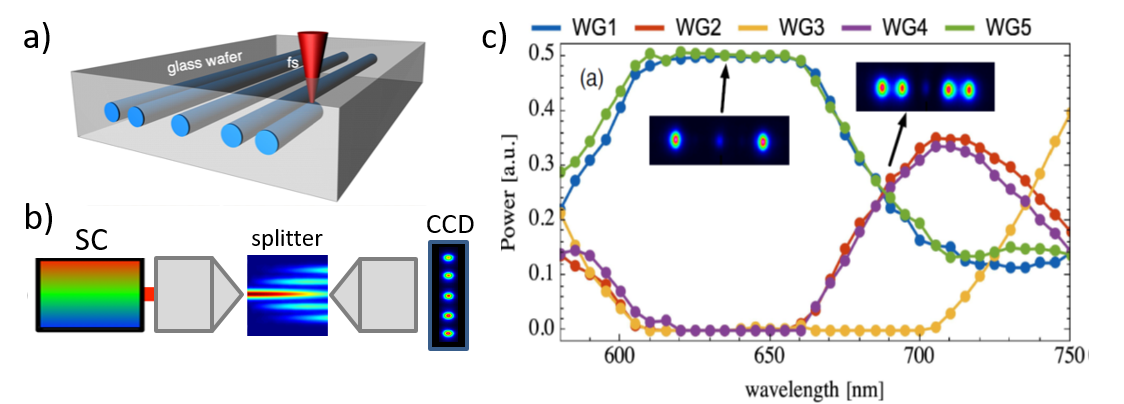 a)
glass wafer
fs
b)
SC
splitter
CCD
c)
WG1 WG2 WG3 WG4 WG5
(a)
Power [a.u.]
0.5
0.4
0.3
0.2
0.1
0.0
600 650 700 750
wavelength [nm]